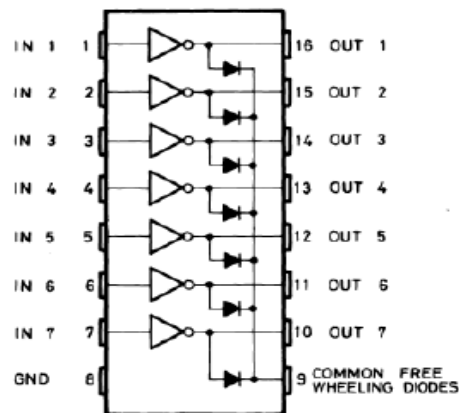 IN 1 1 16 OUT 1
IN 2 2 15 OUT 2
IN 3 3 14 OUT 3
IN 4 4 13 OUT 4
IN 5 5 12 OUT 5
IN 6 6 11 OUT 6
IN 7 7 10 OUT 7
GND 8 9 COMMON FREE
WHEELING DIODES